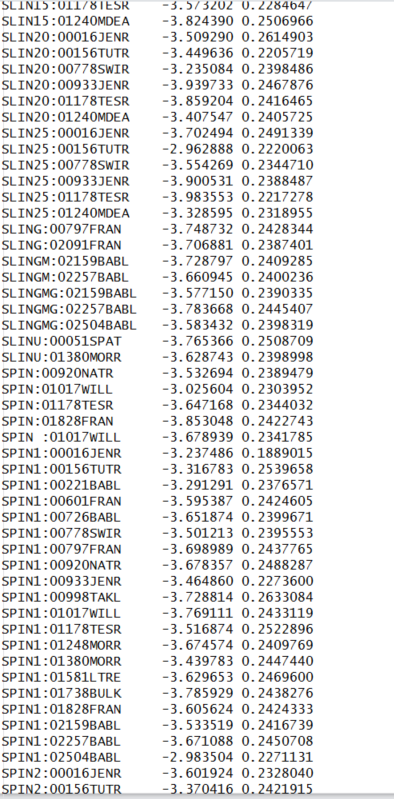 SLIN15:01178TESR -3.573202 0.2284647
SLIN15:01240MDEA -3.824390 0.2506966
SLIN20:00016JENR -3.509290 0.2614903
SLIN20:00156TUTR -3.449636 0.2205719
SLIN20:00778SWIR -3.235084 0.2398486
SLIN20:00933JENR -3.939733 0.2467876
SLIN20:01178TESR -3.859204 0.2416465
SLIN20:01240MDEA -3.407547 0.2405725
SLIN25:00016JENR -3.702494 0.2491339
SLIN25:00156TUTR -2.962888 0.2220063
SLIN25:00778SWIR -3.554269 0.2344710
SLIN25:00933JENR -3.900531 0.2388487
SLIN25:01178TESR -3.983553 0.2217278
SLIN25:01240MDEA -3.328595 0.2318955
SLING:00797FRAN -3.748732 0.2428344
SLING:02091FRAN -3.706881 0.2387401
SLINGM:02159BABL -3.728797 0.2409285
SLINGM:02257BABL -3.660945 0.2400236
SLINGMG:02159BABL -3.577150 0.2390335
SLINGMG:02257BABL -3.783668 0.2445407
SLINGMG:02504BABL -3.583432 0.2398319
SLINU:00051SPAT -3.765366 0.2508709
SLINU:01380MORR -3.628743 0.2398998
SPIN:00920NATR -3.532694 0.2389479
SPIN:01017WILL -3.025604 0.2303952
SPIN:01178TESR -3.647168 0.2344032
SPIN:01828FRAN -3.853048 0.2422743
SPIN :01017WILL -3.678939 0.2341785
SPIN1:00016JENR -3.237486 0.1889015
SPIN1:00156TUTR -3.316783 0.2539658
SPIN1:00221BABL -3.291291 0.2376571
SPIN1:00601FRAN -3.595387 0.2424605
SPIN1:00726BABL -3.651874 0.2399671
SPIN1:00778SWIR -3.501213 0.2395553
SPIN1:00797FRAN -3.698989 0.2437765
SPIN1:00920NATR -3.678357 0.2488287
SPIN1:00933JENR -3.464860 0.2273600
SPIN1:00998TAKL -3.728814 0.2633084
SPIN1:01017WILL -3.769111 0.2433119
SPIN1:01178TESR -3.516874 0.2522896
SPIN1:01248MORR -3.674574 0.2409769
SPIN1:01380MORR -3.439783 0.2447440
SPIN1:01581LTRE -3.629653 0.2469600
SPIN1:01738BULK -3.785929 0.2438276
SPIN1:01828FRAN -3.605624 0.2424333
SPIN1:02159BABL -3.533519 0.2416739
SPIN1:02257BABL -3.671088 0.2450708
SPIN1:02504BABL -2.983504 0.2271131
SPIN2:00016JENR -3.601924 0.2328040
SPIN2:00156TUTR -3.370416 0.2421915